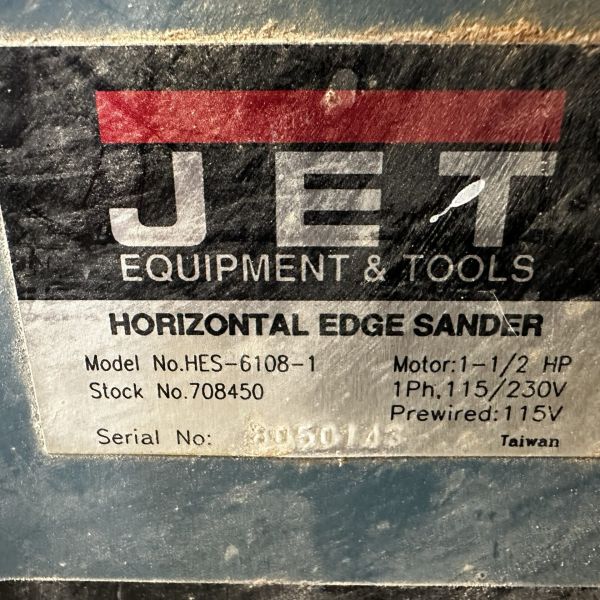 JET
EQUIPMENT & TOOLS
HORIZONTAL EDGE SANDER
Model No.HES-6108-1
Motor:1-1/2 HP
Stock No.708450
1Ph.115/230V
Prewired:115V
Serial No:
Taiwan